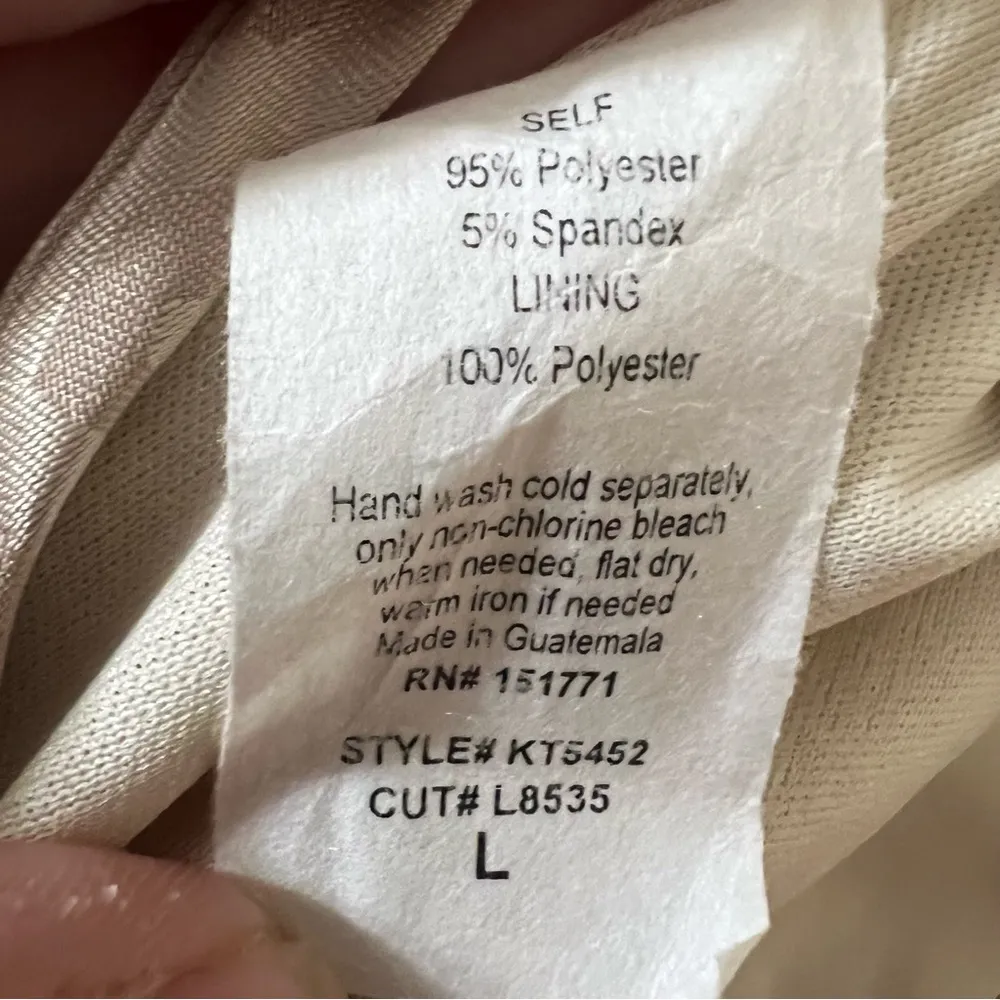 SELF
95% Polyester
5% Spandex
LINING
100% Polyester
Hand wash cold separately,
only non-chlorine bleach
when needed, flat dry,
warm iron if needed
Made in Guatemala
RN# 151771
STYLE# KT5452
CUT# L8535
L